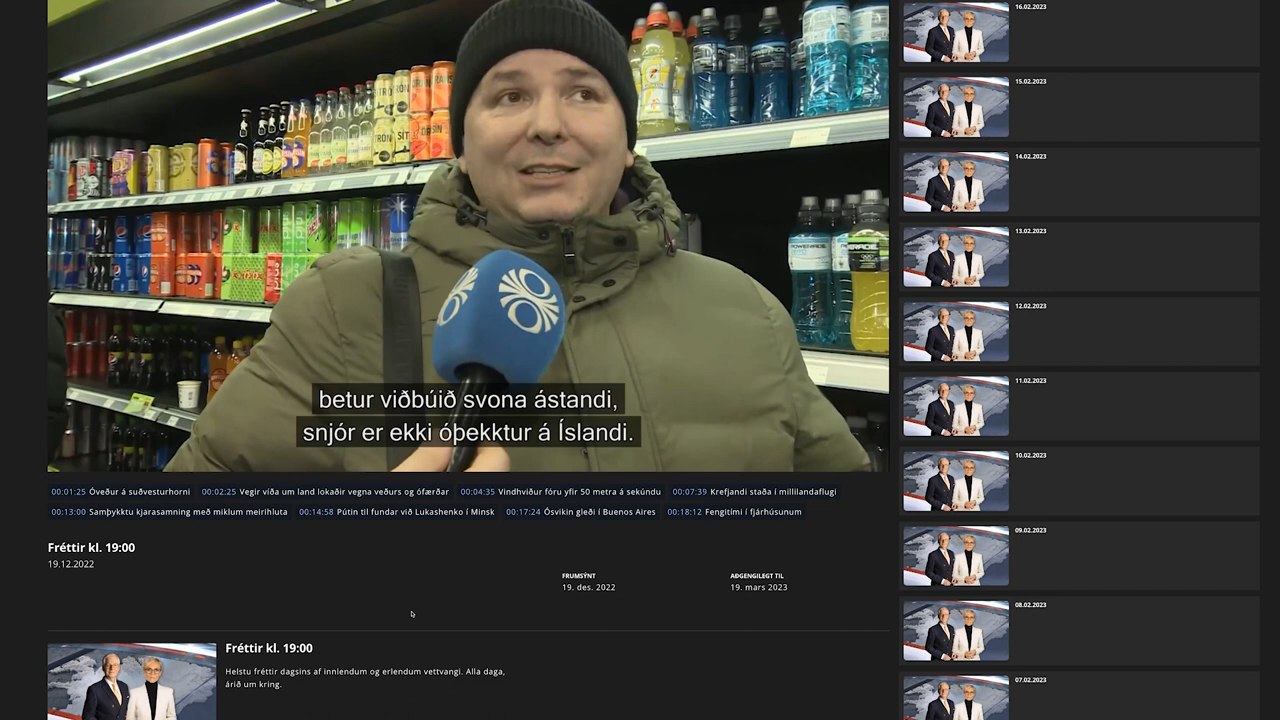 betur viðbúið svona ástandi,
snjór er ekki óþekktur á Íslandi.
00:01:25 Óveður á suðvesturhorni 00:02:25 Vegir víða um land lokaðir vegna veðurs og ófærðar 00:04:35 Vindhviður fóru yfir 50 metra á sekúndu 00:07:39 Krefjandi staða í millilandaflugi
00:13:00 Samþykktu kjarasamning með miklum meirihluta 00:14:58 Pútín til fundar við Lukashenko í Minsk 00:17:24 Ósvikin gleði í Buenos Aires 00:18:12 Fengitími í fjárhúsunum
Fréttir kl. 19:00
19.12.2022
FRUMSÝNT
19. des. 2022
AÐGENGILEGT TIL
19. mars 2023
Fréttir kl. 19:00
Helstu fréttir dagsins af innlendum og erlendum vettvangi. Alla daga,
árið um kring.
16.02.2023
15.02.2023
14.02.2023
13.02.2023
12.02.2023
11.02.2023
10.02.2023
09.02.2023
08.02.2023
07.02.2023
POWERADE